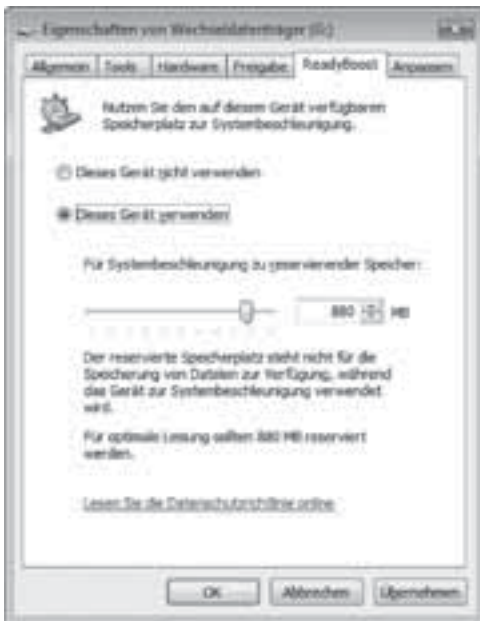 Eigenschaften von Wechseldatenträger (G:)
Allgemein Tools Hardware Freigabe ReadyBoost Anpassen
Nutzen Sie den auf diesem Gerät verfügbaren
Speicherplatz zur Systembeschleunigung.
Dieses Gerät nicht verwenden
Dieses Gerät verwenden
Für Systembeschleunigung zu reservierender Speicher:
880 MB
Der reservierte Speicherplatz steht nicht für die
Speicherung von Dateien zur Verfügung, während
das Gerät zur Systembeschleunigung verwendet
wird.
Für optimale Leistung sollten 880 MB reserviert
werden.
Lesen Sie die Datenschutzrichtlinie online
OK Abbrechen Übernehmen